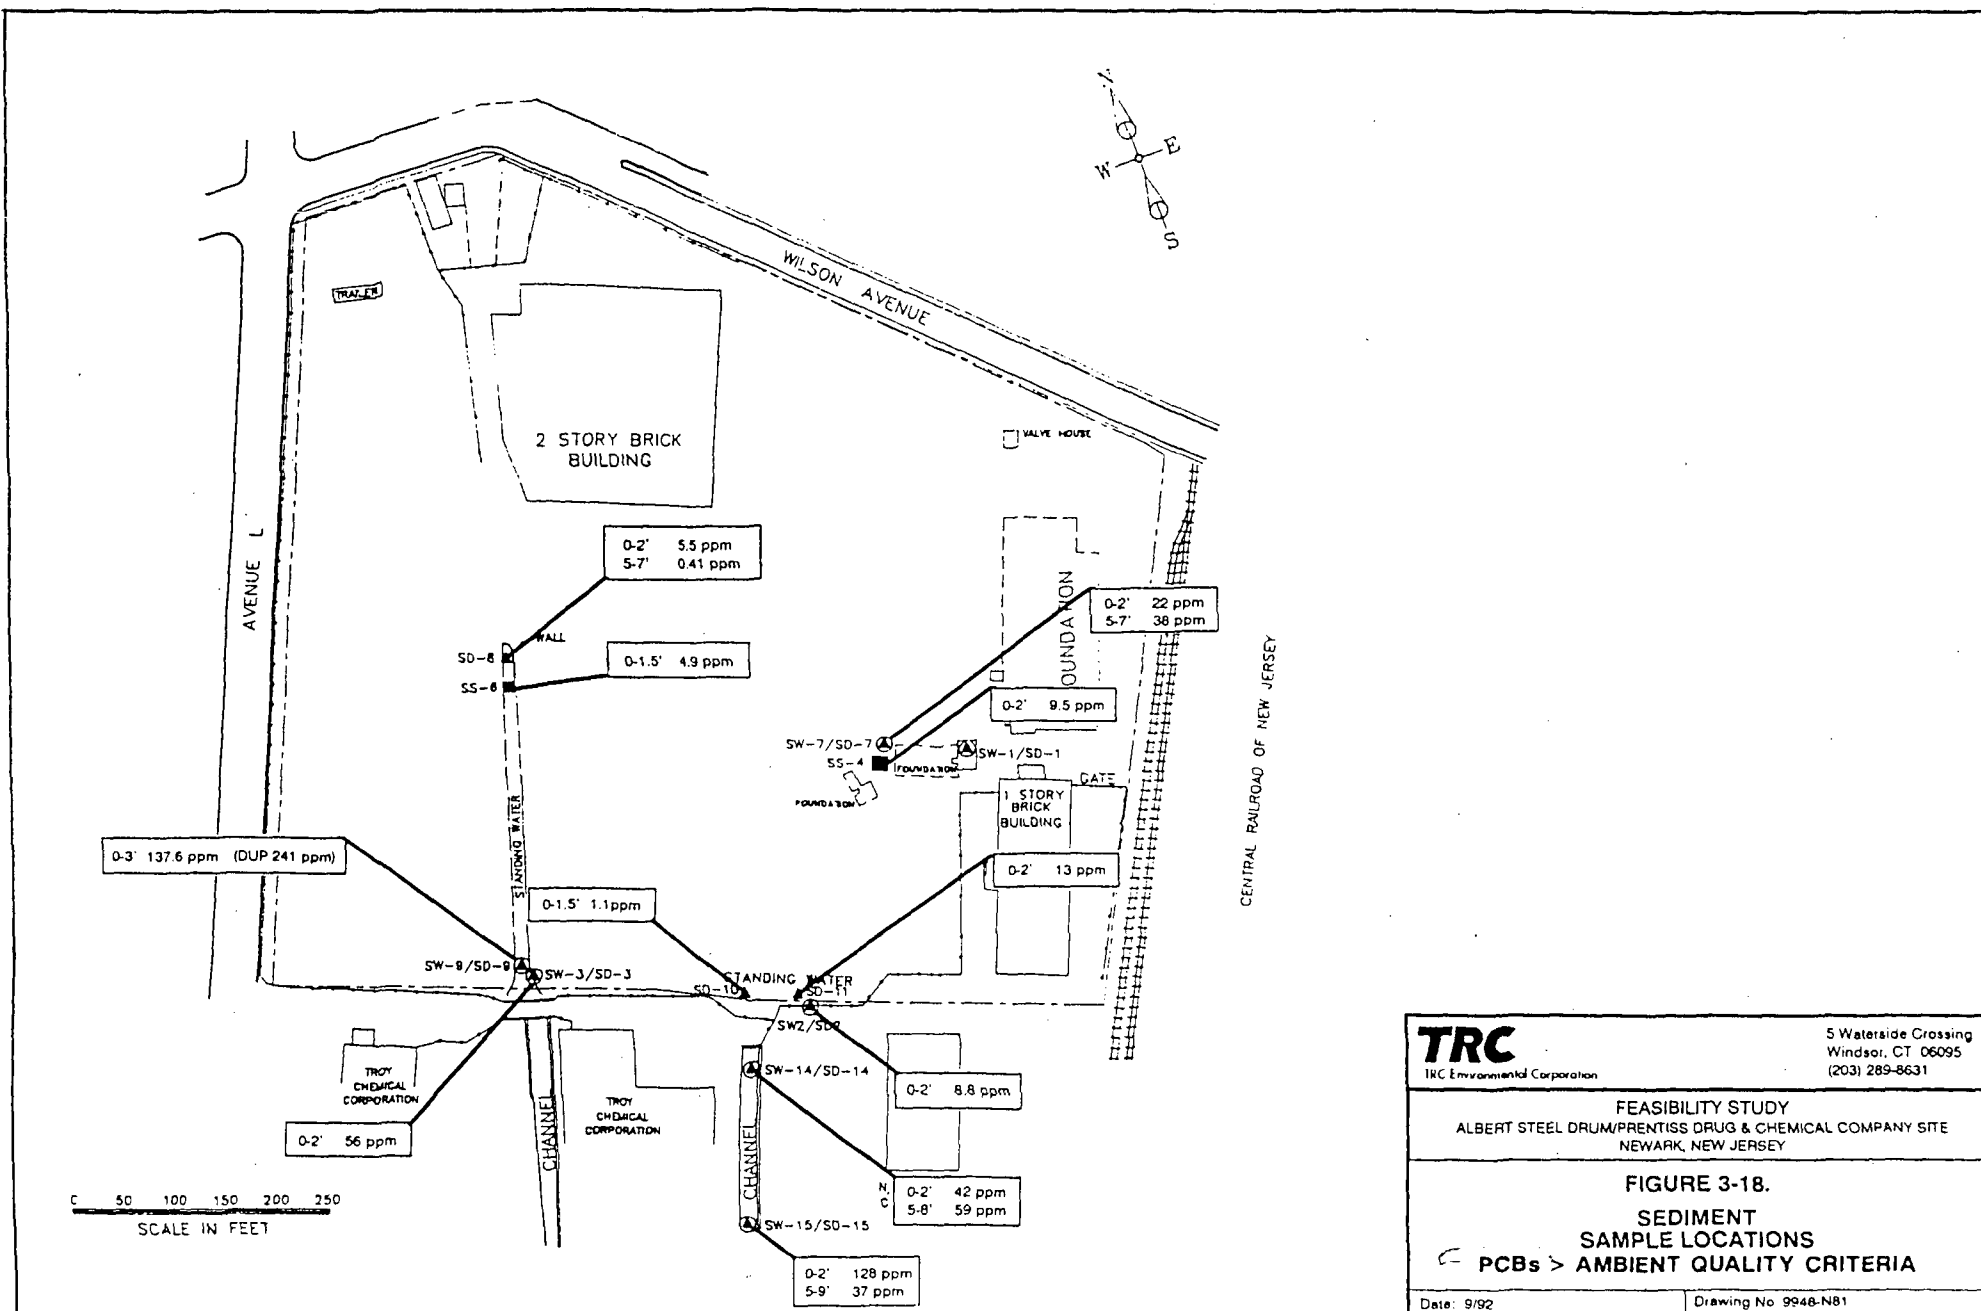 N
E
W
S
WILSON AVENUE
TRAILER
2 STORY BRICK
BUILDING
VALVE HOUSE
AVENUE L
0-2' 5.5 ppm
5-7' 0.41 ppm
OUNDATION
0-2' 22 ppm
5-7' 38 ppm
WALL
SD-8
0-1.5' 4.9 ppm
SS-6
CENTRAL RAILROAD OF NEW JERSEY
0-2' 9.5 ppm
SW-7/SD-7
SW-1/SD-1
SS-4
FOUNDATION
FOUNDATION
GATE
1 STORY
BRICK
BUILDING
STANDING WATER
0-3' 137.6 ppm (DUP 241 ppm)
0-2' 13 ppm
0-1.5' 1.1ppm
SW-9/SD-9
SW-3/SD-3
STANDING WATER
SD-10
SD-11
SW2/SD2
TROY
CHEMICAL
CORPORATION
SW-14/SD-14
0-2' 8.8 ppm
TROY
CHEMICAL
CORPORATION
CHANNEL
CHANNEL
0-2' 56 ppm
N.
C
0-2' 42 ppm
5-8' 59 ppm
SW-15/SD-15
0-2' 128 ppm
5-9' 37 ppm
0 50 100 150 200 250
SCALE IN FEET
TRC
TRC Environmental Corporation
5 Waterside Crossing
Windsor, CT 06095
(203) 289-8631
FEASIBILITY STUDY
ALBERT STEEL DRUM/PRENTISS DRUG & CHEMICAL COMPANY SITE
NEWARK, NEW JERSEY
FIGURE 3-18.
SEDIMENT
SAMPLE LOCATIONS
PCBs > AMBIENT QUALITY CRITERIA
Date: 9/92
Drawing No 9948-N81